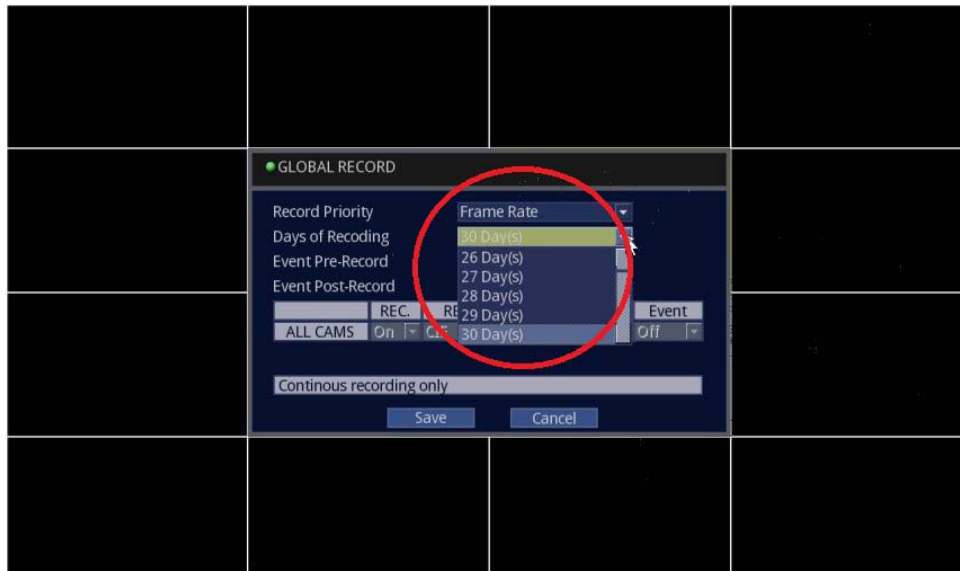 GLOBAL RECORD
Record Priority Frame Rate
Days of Recoding 30 Day(s)
Event Pre-Record 26 Day(s)
27 Day(s)
Event Post-Record 28 Day(s)
REC. 29 Day(s) Event
ALL CAMS On 30 Day(s) Off
Continous recording only
Save Cancel